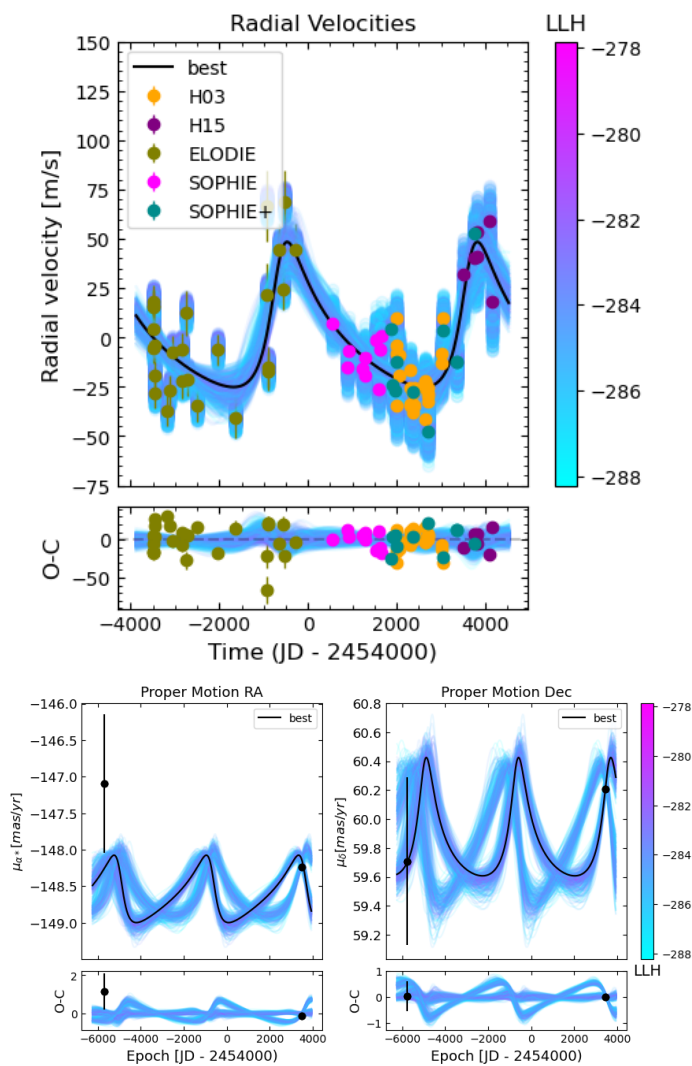 Radial Velocities
LLH
150
125
100
75
50
25
0
−25
−50
−75
Radial velocity [m/s]
best
H03
H15
ELODIE
SOPHIE
SOPHIE+
−278
−280
−282
−284
−286
−288
0
−50
O-C
−4000 −2000 0 2000 4000
Time (JD - 2454000)
Proper Motion RA
−146.0
−146.5
−147.0
−147.5
−148.0
−148.5
−149.0
μα* [mas/yr]
best
2
0
O-C
−6000 −4000 −2000 0 2000 4000
Epoch [JD - 2454000]
Proper Motion Dec
60.8
60.6
60.4
60.2
60.0
59.8
59.6
59.4
59.2
μδ[mas/yr]
best
−278
−280
−282
−284
−286
−288
LLH
1
0
−1
O-C
−6000 −4000 −2000 0 2000 4000
Epoch [JD - 2454000]